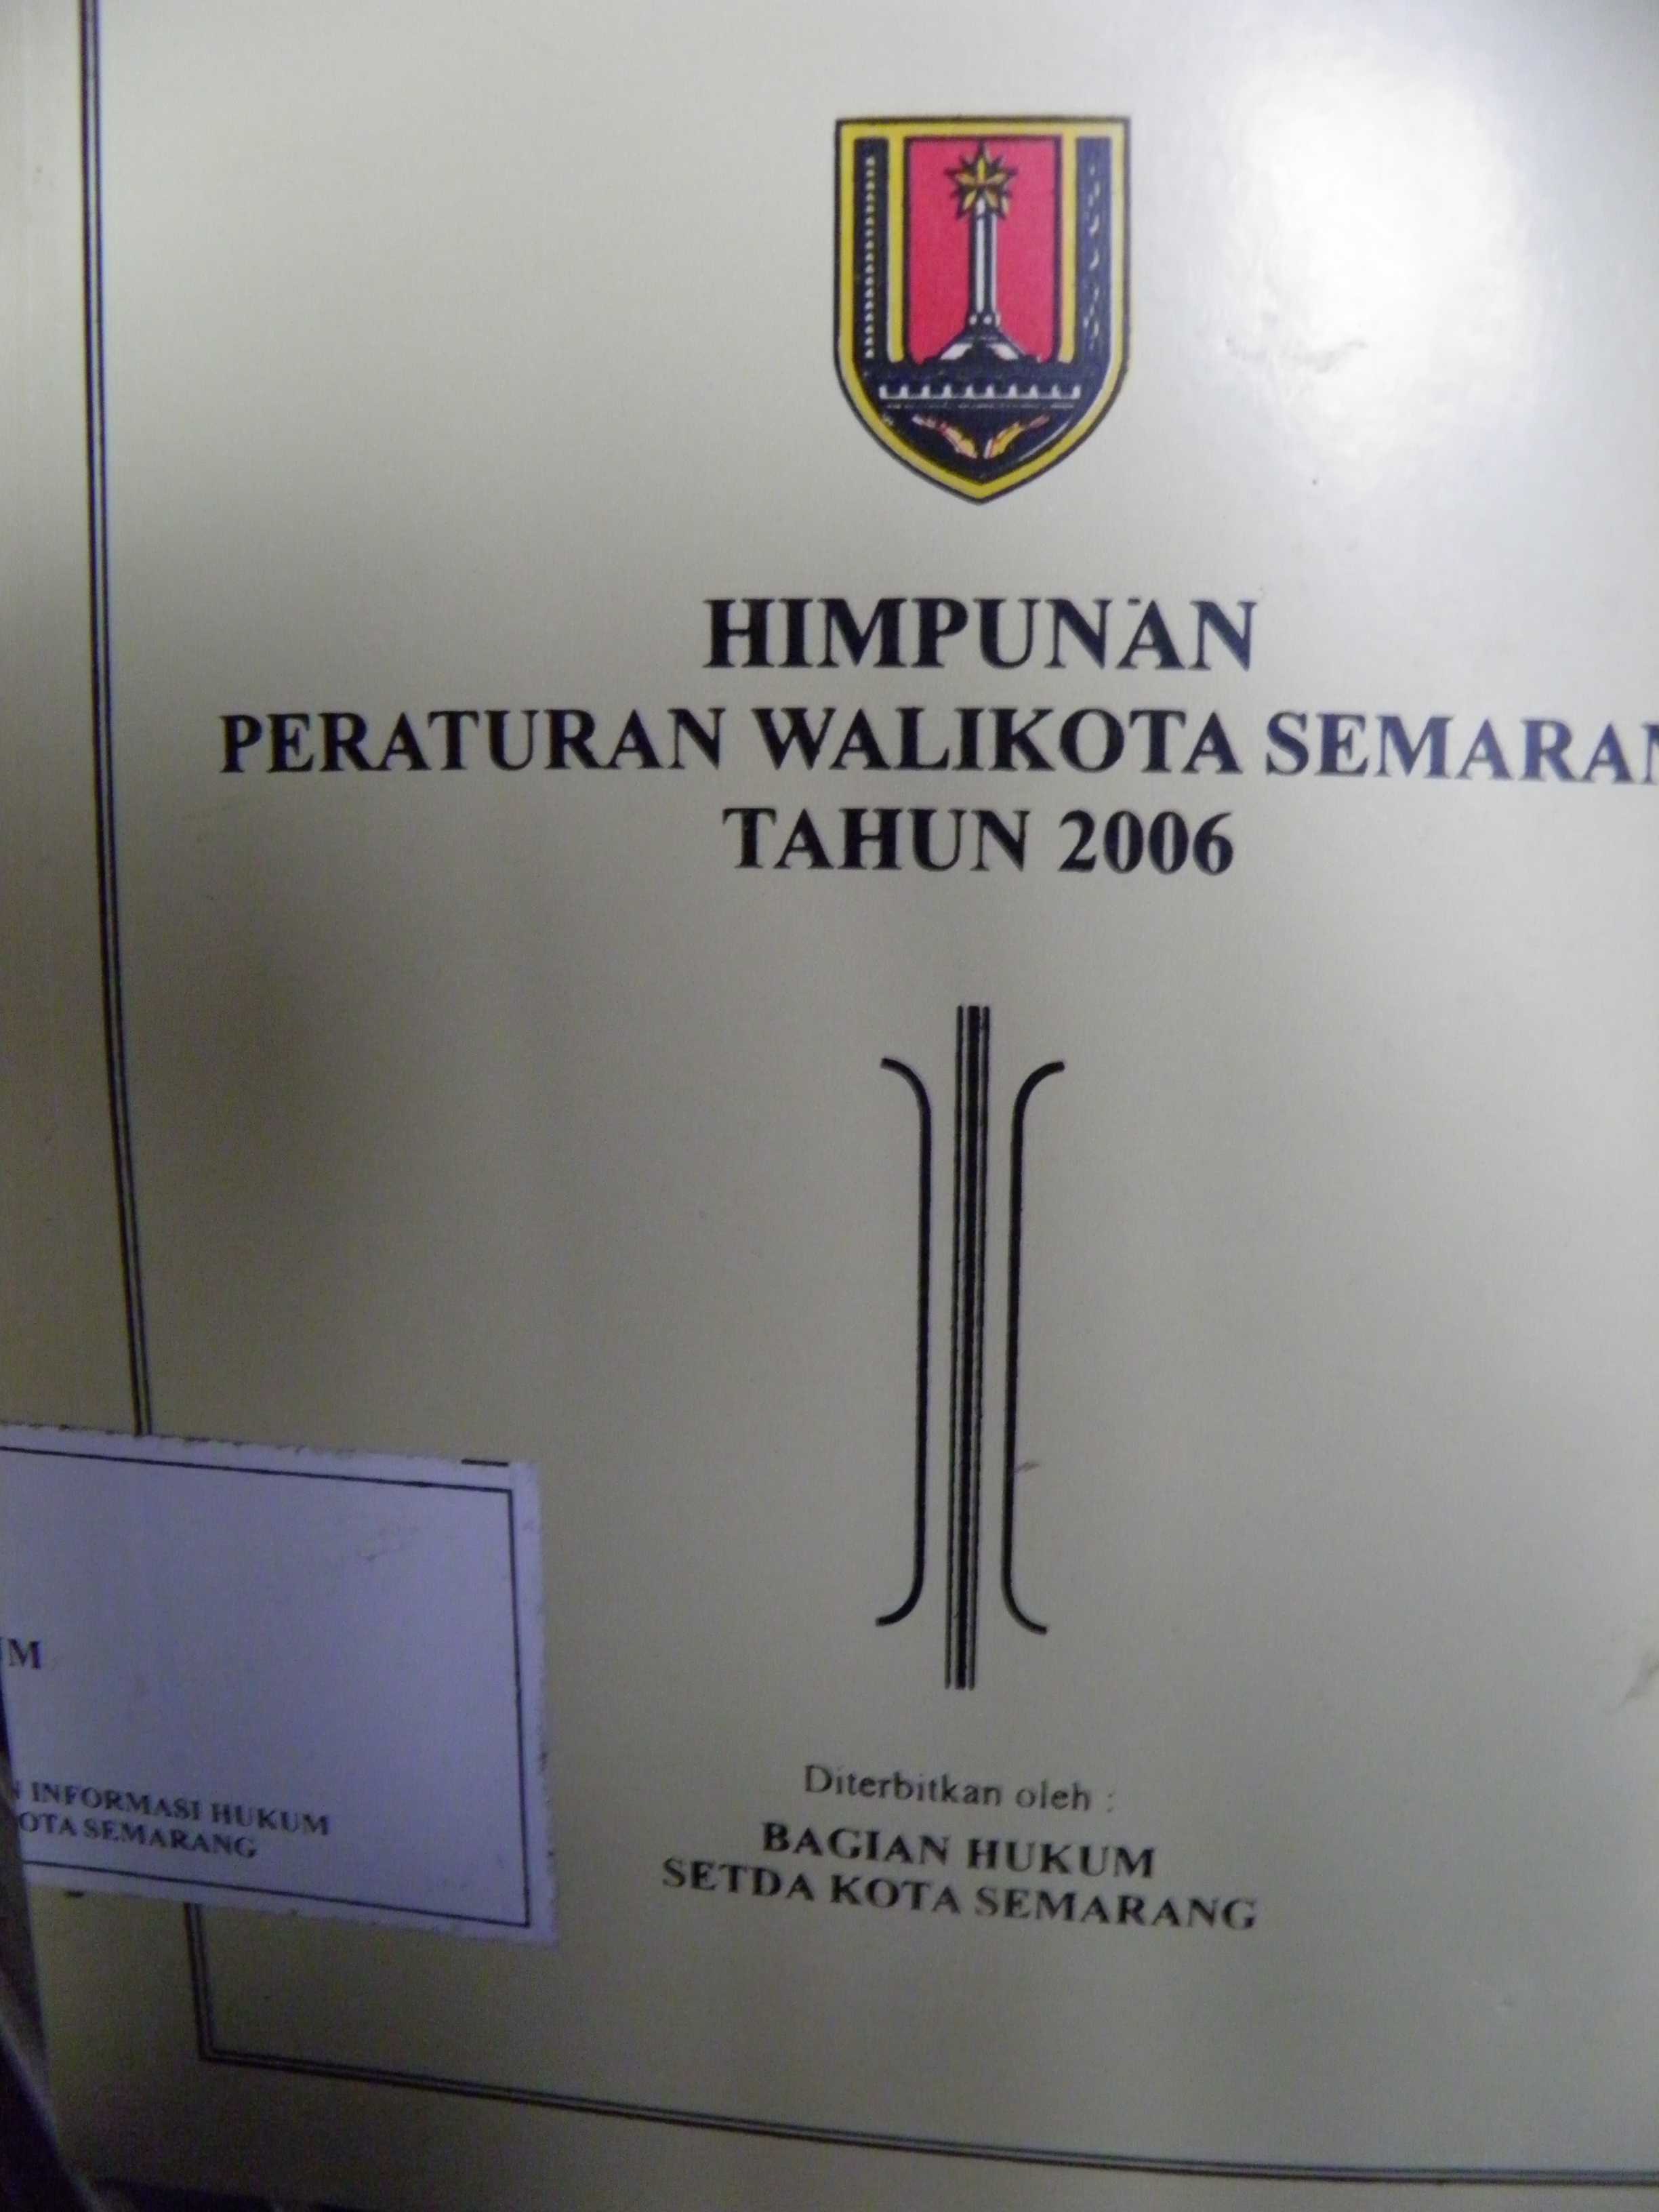 HIMPUNAN
PERATURAN WALIKOTA SEMARAN
TAHUN 2006
UM
N INFORMASI HUKUM
OTA SEMARANG
Diterbitkan oleh :
BAGIAN HUKUM
SETDA KOTA SEMARANG